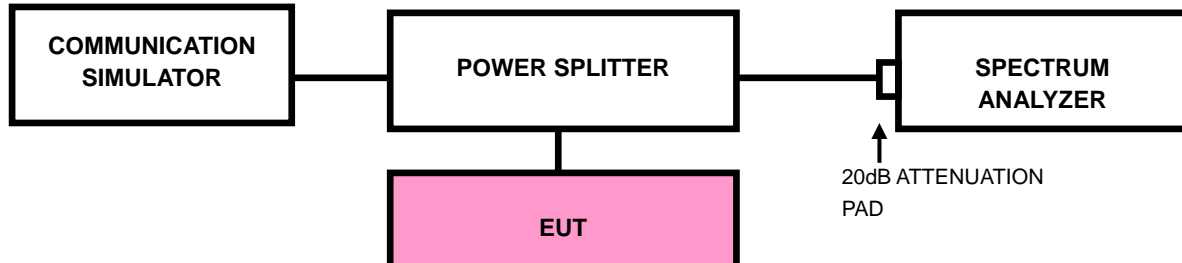 COMMUNICATION
SIMULATOR
POWER SPLITTER
SPECTRUM
ANALYZER
20dB ATTENUATION
PAD
EUT